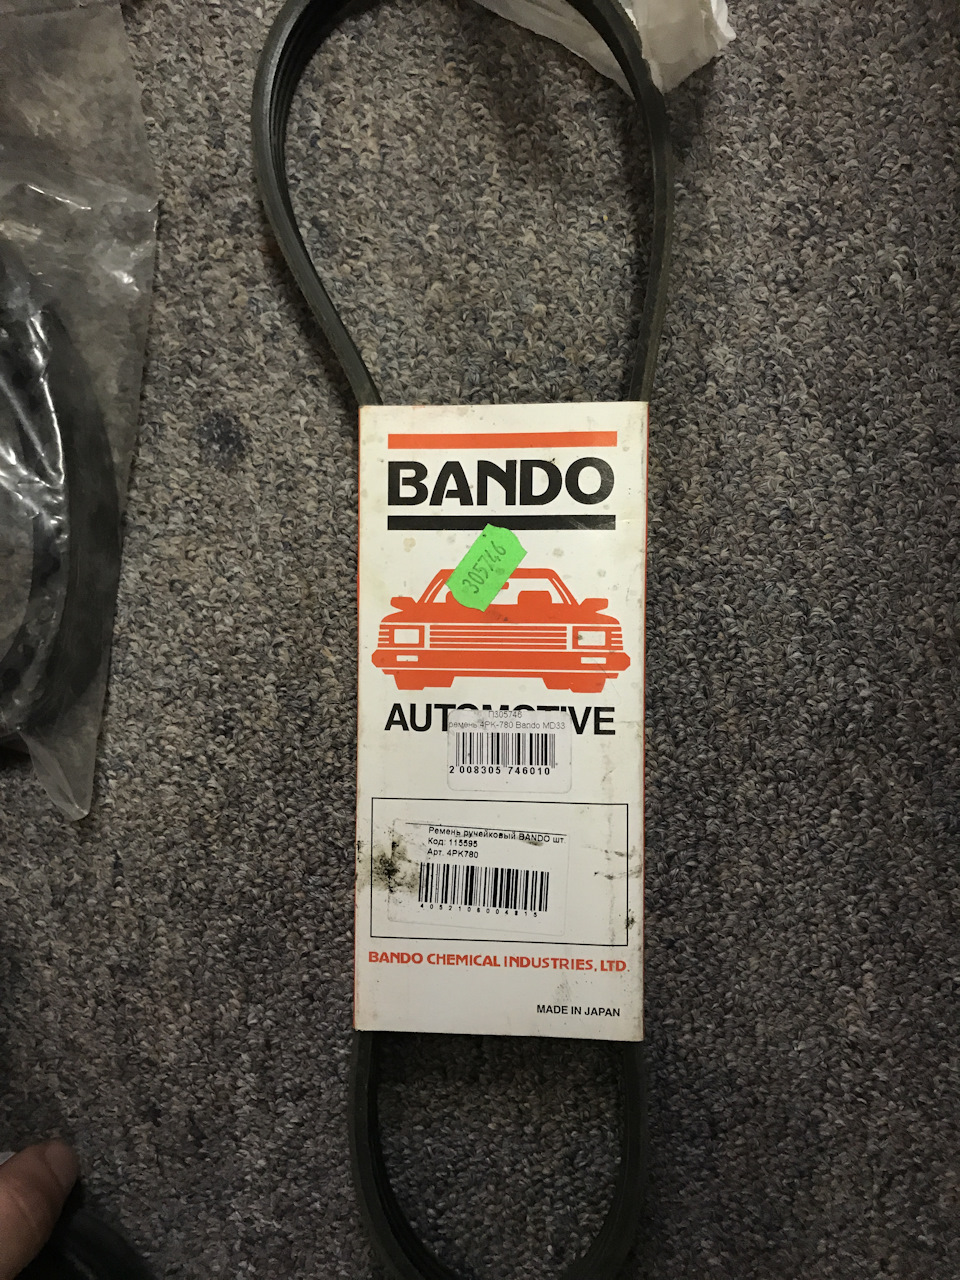 BANDO
305746
AUTOMOTIVE
П305746
ремень 4PK-780 Bando MD33
2 008305 746010
Ремень ручейковый BANDO шт.
Код: 115595
Арт. 4PK780
BANDO CHEMICAL INDUSTRIES, LTD.
MADE IN JAPAN